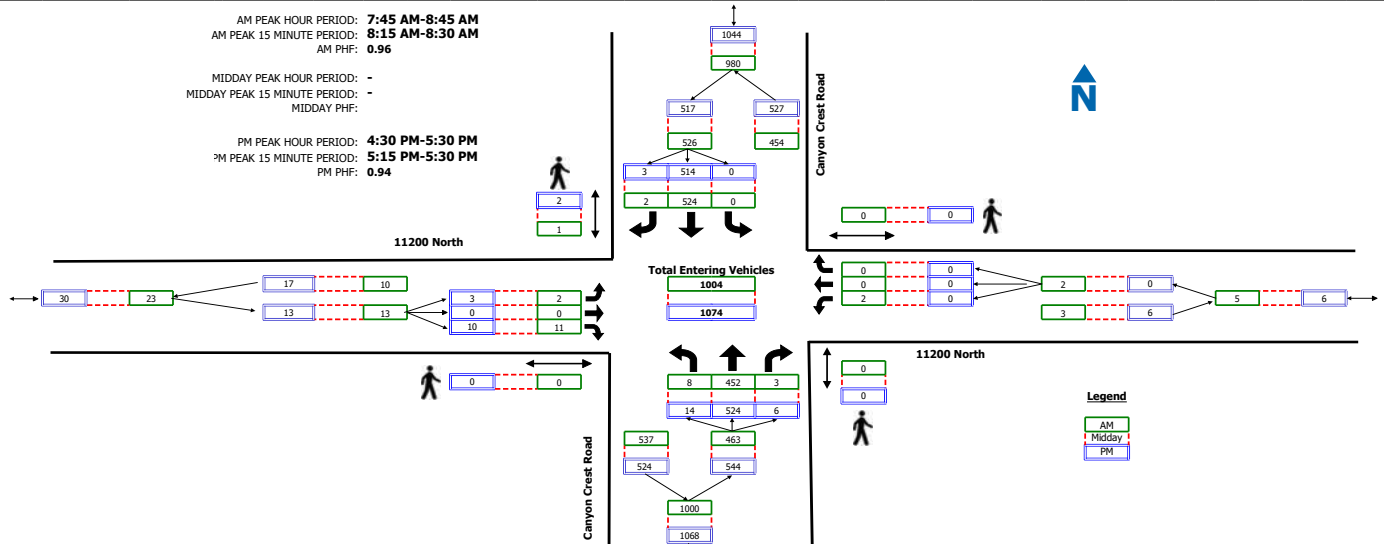 AM PEAK HOUR PERIOD: 7:45 AM-8:45 AM
AM PEAK 15 MINUTE PERIOD: 8:15 AM-8:30 AM
AM PHF: 0.96
MIDDAY PEAK HOUR PERIOD: -
MIDDAY PEAK 15 MINUTE PERIOD: -
MIDDAY PHF:
PM PEAK HOUR PERIOD: 4:30 PM-5:30 PM
PM PEAK 15 MINUTE PERIOD: 5:15 PM-5:30 PM
PM PHF: 0.94
1044
980
517 527
526 454
3 514 0
2 524 0
Canyon Crest Road
N
2
1
0 0
11200 North
Total Entering Vehicles
1004
1074
30 23
17 10
13 13
3 2
0 0
10 11
0 0
0 0
2 0
2 0
3 6
5 6
11200 North
0 0
0
0
8 452 3
14 524 6
537 463
524 544
1000
1068
Canyon Crest Road
Legend
AM
Midday
PM